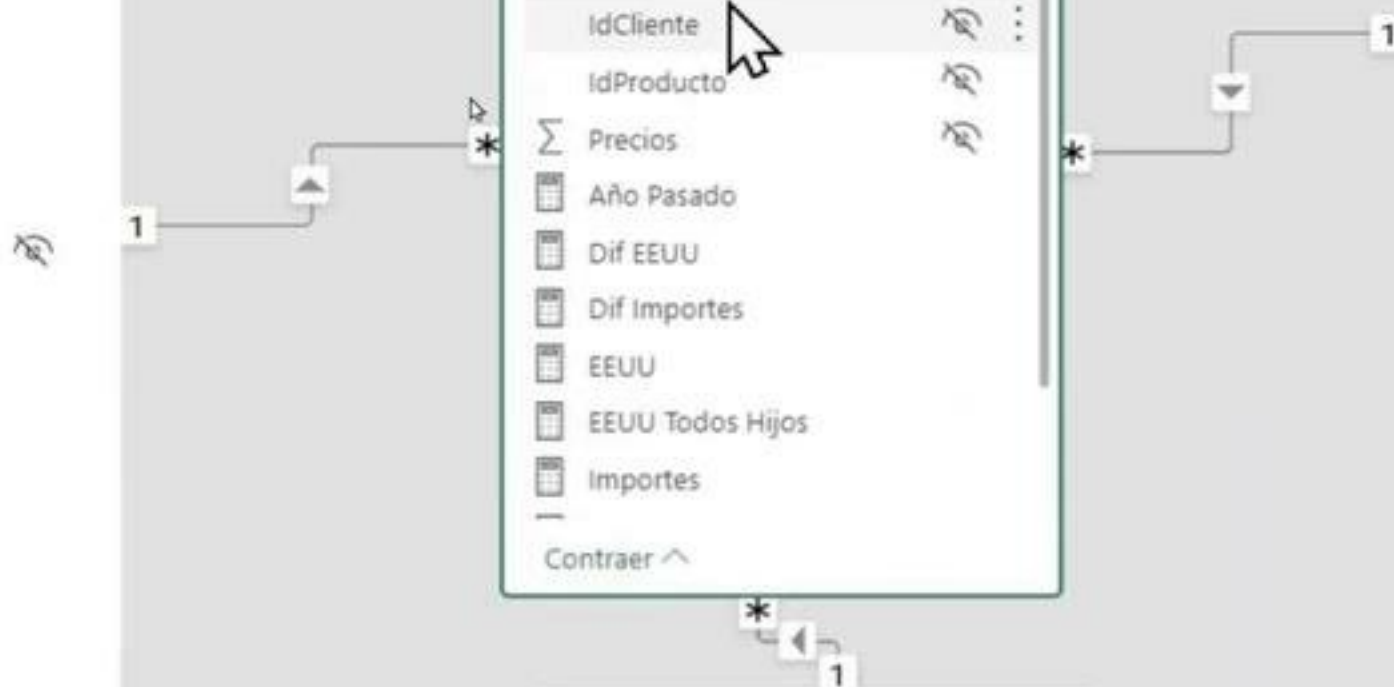 IdCliente
1
IdProducto
* Precios *
Año Pasado
1
Dif EEUU
Dif Importes
EEUU
EEUU Todos Hijos
Importes
Contraer
*
1